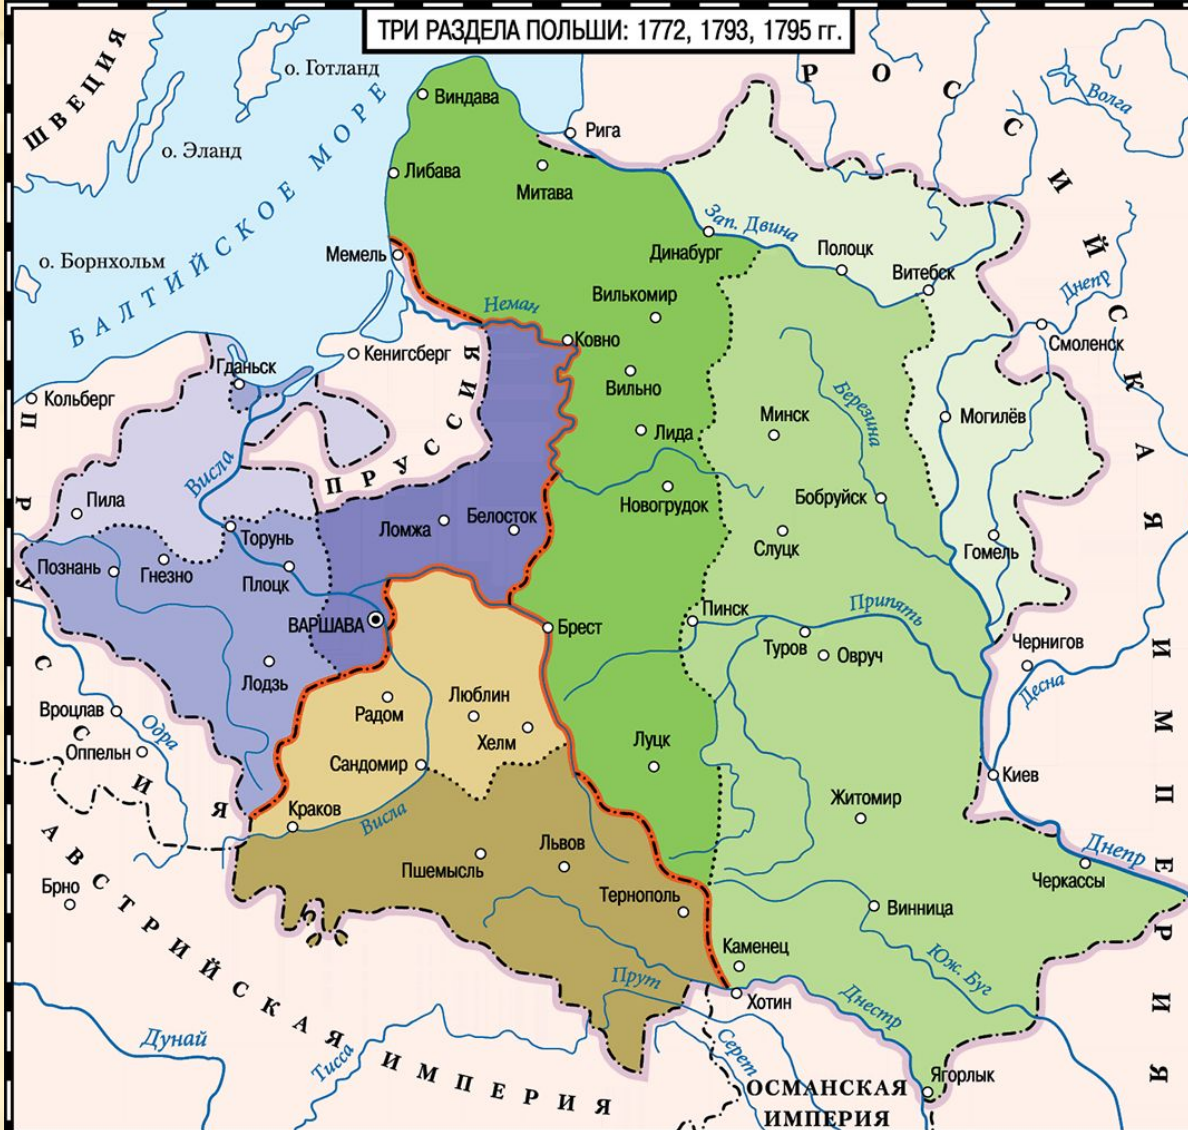 ТРИ РАЗДЕЛА ПОЛЬШИ: 1772, 1793, 1795 гг.
ШВЕЦИЯ
о. Готланд
о. Эланд
о. Борнхольм
БАЛТИЙСКОЕ МОРЕ
РОССИЙСКАЯ ИМПЕРИЯ
Волга
Виндава
Рига
Либава
Митава
Зап. Двина
Динабург
Полоцк
Витебск
Мемель
Неман
Вилькомир
Днепр
Смоленск
Ковно
Гданьск
Кенигсберг
Кольберг
Вильно
Березина
Минск
Могилёв
Лида
ПРУССИЯ
ПРУССИЯ
Висла
Пила
Ломжа
Белосток
Новогрудок
Бобруйск
Торунь
Слуцк
Гомель
Познань
Гнезно
Плоцк
ВАРШАВА
Брест
Пинск
Припять
Туров
Овруч
Чернигов
Десна
Лодзь
Вроцлав
Одра
Оппельн
Радом
Люблин
Хелм
Луцк
Сандомир
Киев
Житомир
Краков
Висла
Днепр
Черкассы
АВСТРИЙСКАЯ ИМПЕРИЯ
Львов
Пшемысль
Брно
Тернополь
Винница
Каменец
Юж. Буг
Прут
Хотин
Днестр
Дунай
Тисса
Серет
Ягорлык
ОСМАНСКАЯ
ИМПЕРИЯ